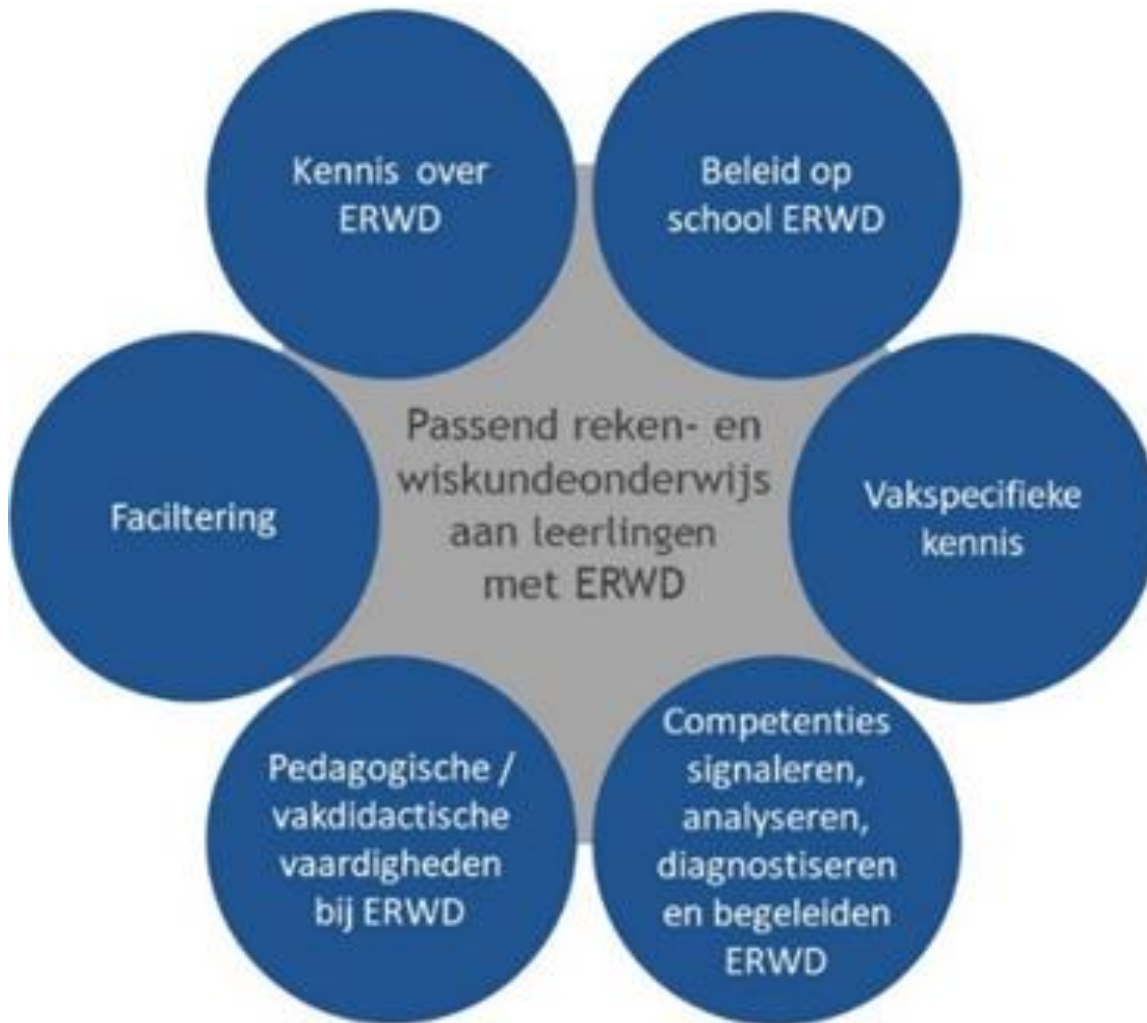 Kennis over
ERWD
Beleid op
school ERWD
Passend reken- en
wiskundeonderwijs
aan leerlingen
met ERWD
Faciltering
Vakspecifieke
kennis
Pedagogische /
vakdidactische
vaardigheden
bij ERWD
Competenties
signaleren,
analyseren,
diagnostiseren
en begeleiden
ERWD